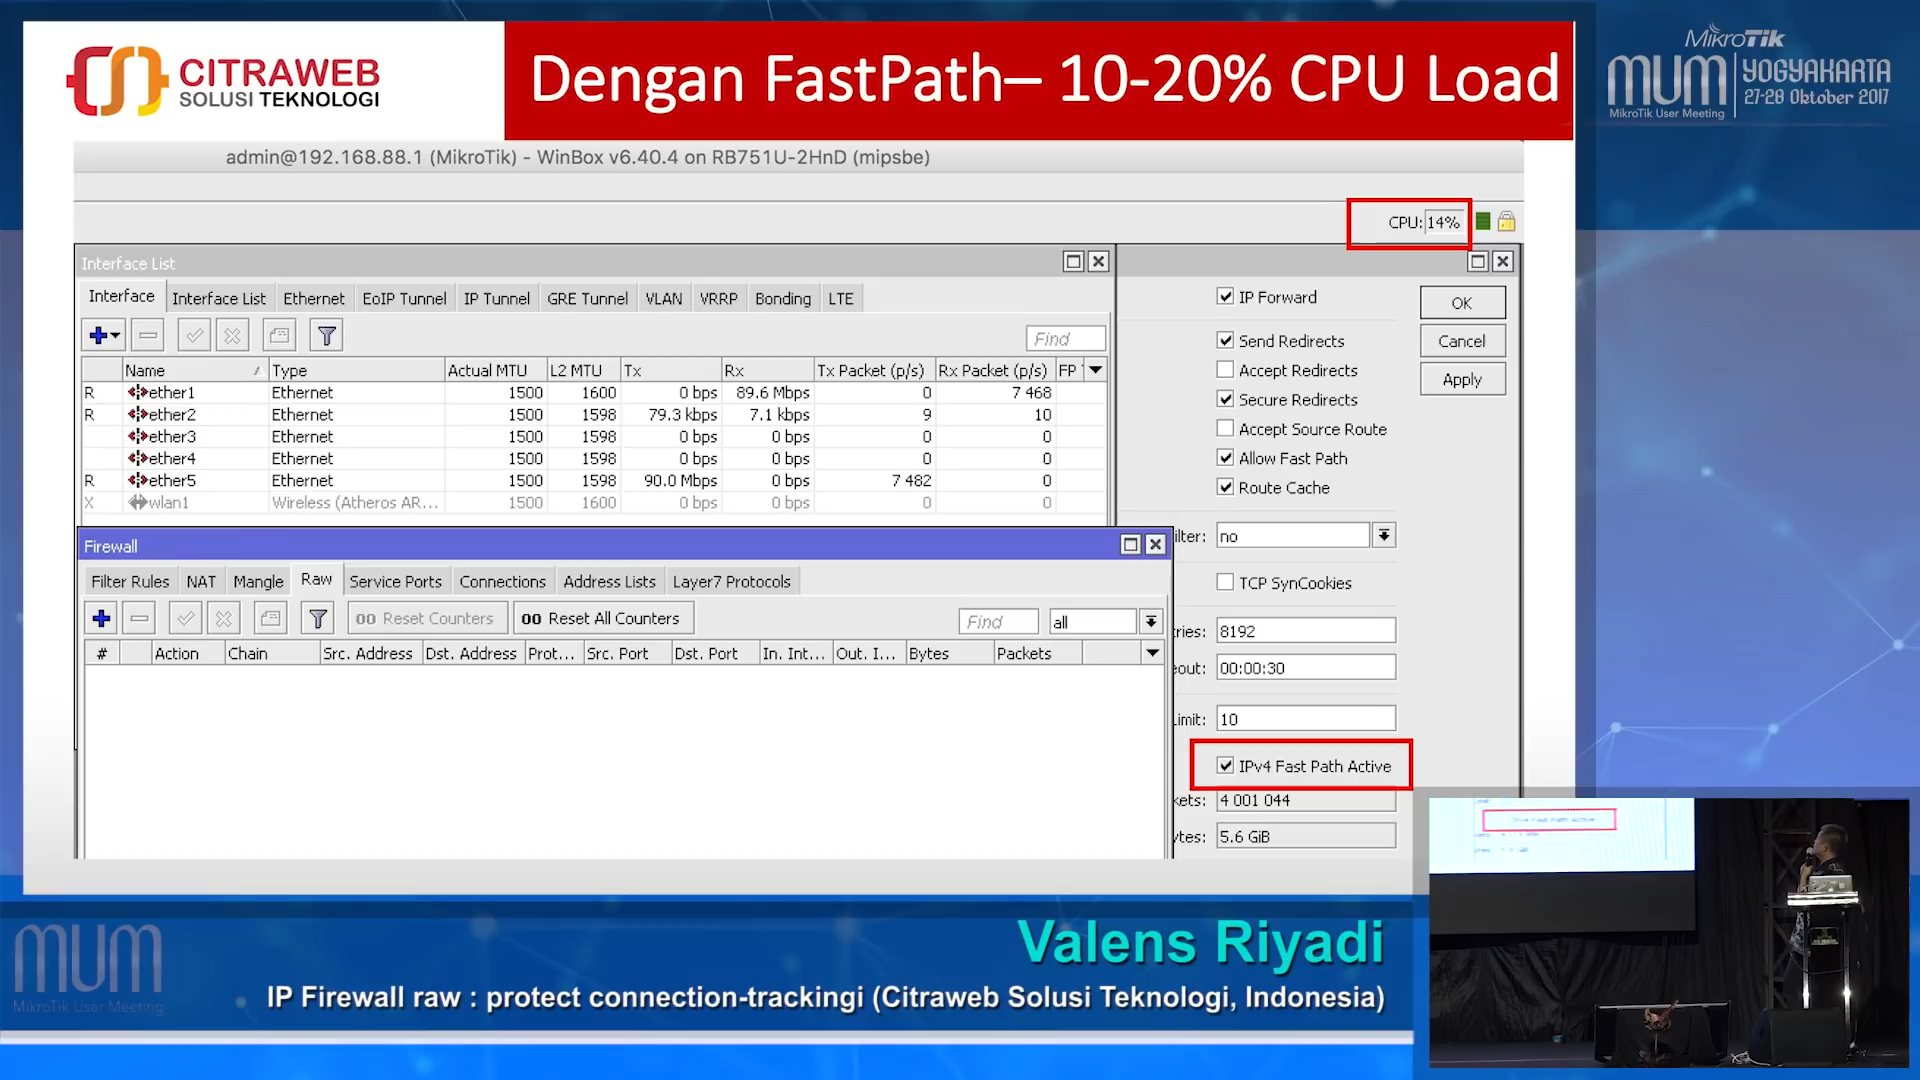 CITRAWEB
SOLUSI TEKNOLOGI
Dengan FastPath– 10-20% CPU Load
MikroTik
MUM
MikroTik User Meeting
YOGYAKARTA
27-28 Oktober 2017
admin@192.168.88.1 (MikroTik) - WinBox v6.40.4 on RB751U-2HnD (mipsbe)
CPU: 14%
Interface List
Interface Interface List Ethernet EoIP Tunnel IP Tunnel GRE Tunnel VLAN VRRP Bonding LTE
Find
Name Type Actual MTU L2 MTU Tx Rx Tx Packet (p/s) Rx Packet (p/s) FP
R ether1 Ethernet 1500 1600 0 bps 89.6 Mbps 0 7 468
R ether2 Ethernet 1500 1598 79.3 kbps 7.1 kbps 9 10
ether3 Ethernet 1500 1598 0 bps 0 bps 0 0
ether4 Ethernet 1500 1598 0 bps 0 bps 0 0
R ether5 Ethernet 1500 1598 90.0 Mbps 0 bps 7 482 0
X wlan1 Wireless (Atheros AR... 1500 1600 0 bps 0 bps 0 0
Firewall
Filter Rules NAT Mangle Raw Service Ports Connections Address Lists Layer7 Protocols
00 Reset Counters 00 Reset All Counters Find all
# Action Chain Src. Address Dst. Address Prot... Src. Port Dst. Port In. Int... Out. I... Bytes Packets
IP Forward
Send Redirects
Accept Redirects
Secure Redirects
Accept Source Route
Allow Fast Path
Route Cache
ilter: no
TCP SynCookies
ries: 8192
out: 00:00:30
imit: 10
IPv4 Fast Path Active
kets: 4 001 044
ytes: 5.6 GiB
OK
Cancel
Apply
MUM
MikroTik User Meeting
Valens Riyadi
IP Firewall raw : protect connection-trackingi (Citraweb Solusi Teknologi, Indonesia)